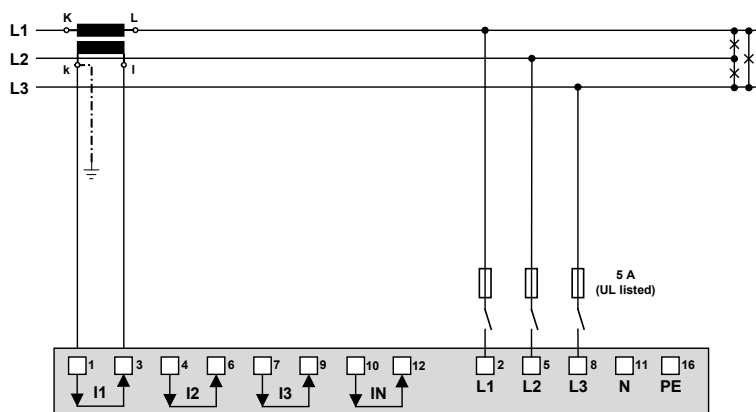 K L
L1
L2
k l
L3
5 A
(UL listed)
1 3 4 6 7 9 10 12 2 5 8 11 16
I1 I2 I3 IN L1 L2 L3 N PE